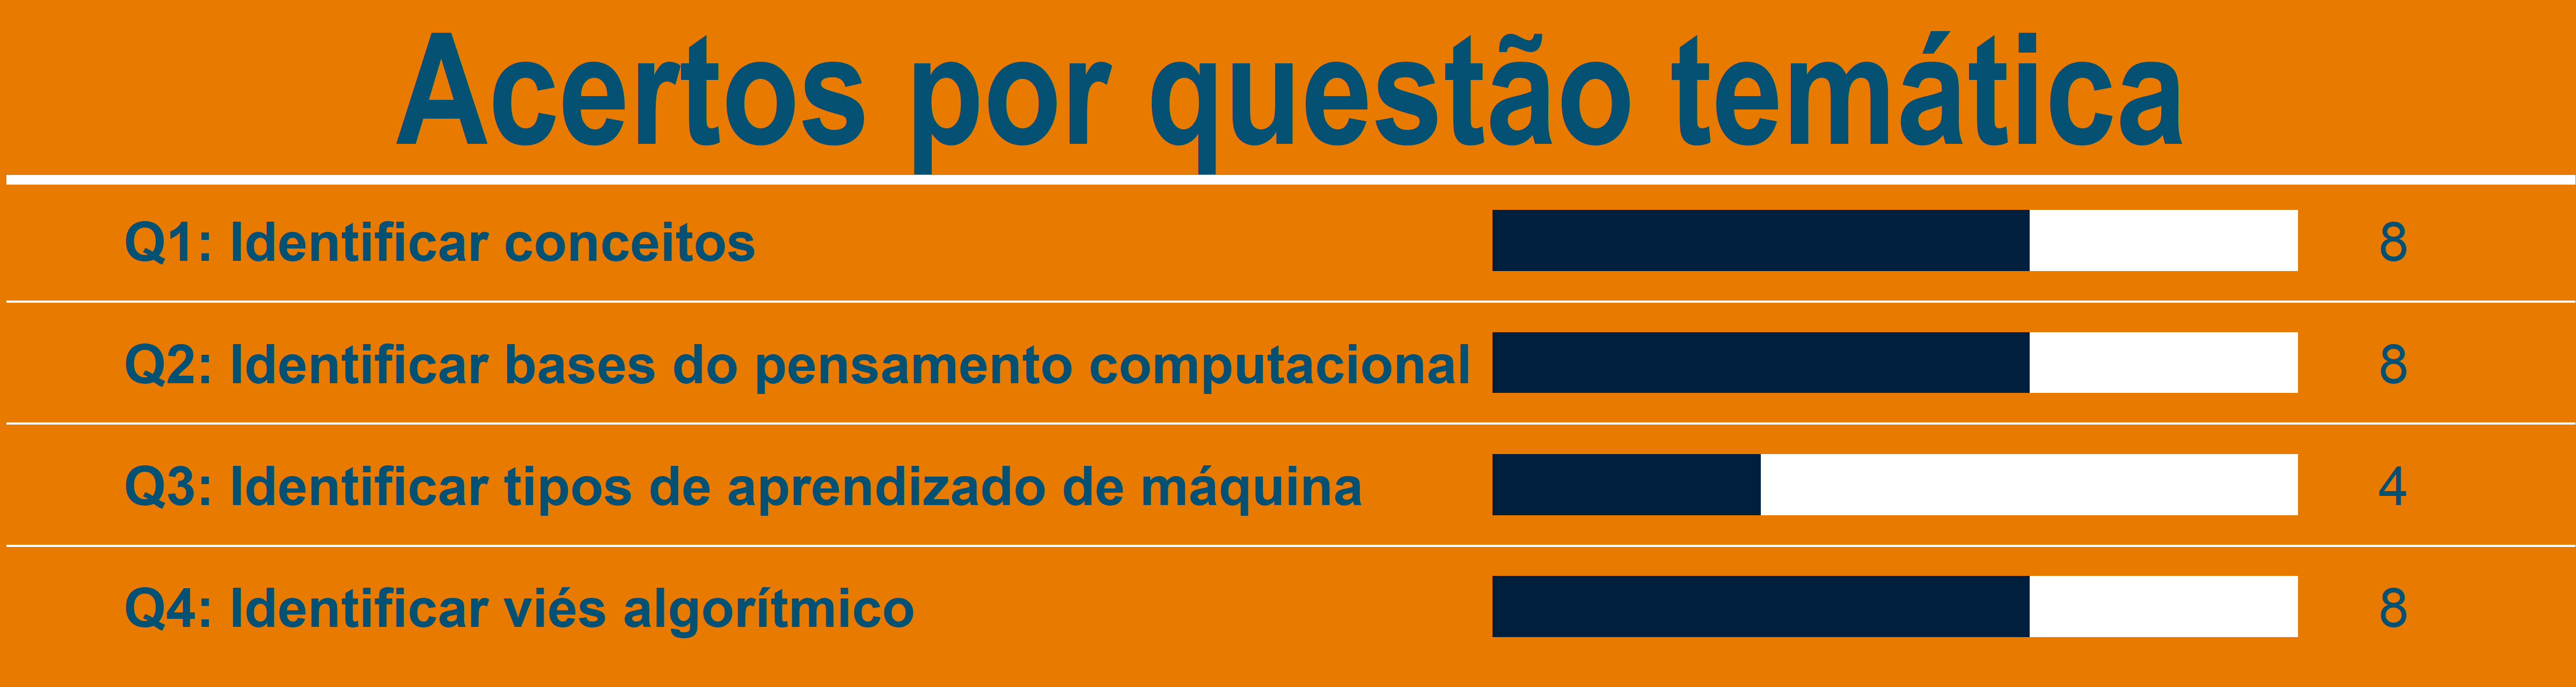 Acertos por questão temática
Q1: Identificar conceitos 8
Q2: Identificar bases do pensamento computacional 8
Q3: Identificar tipos de aprendizado de máquina 4
Q4: Identificar viés algorítmico 8